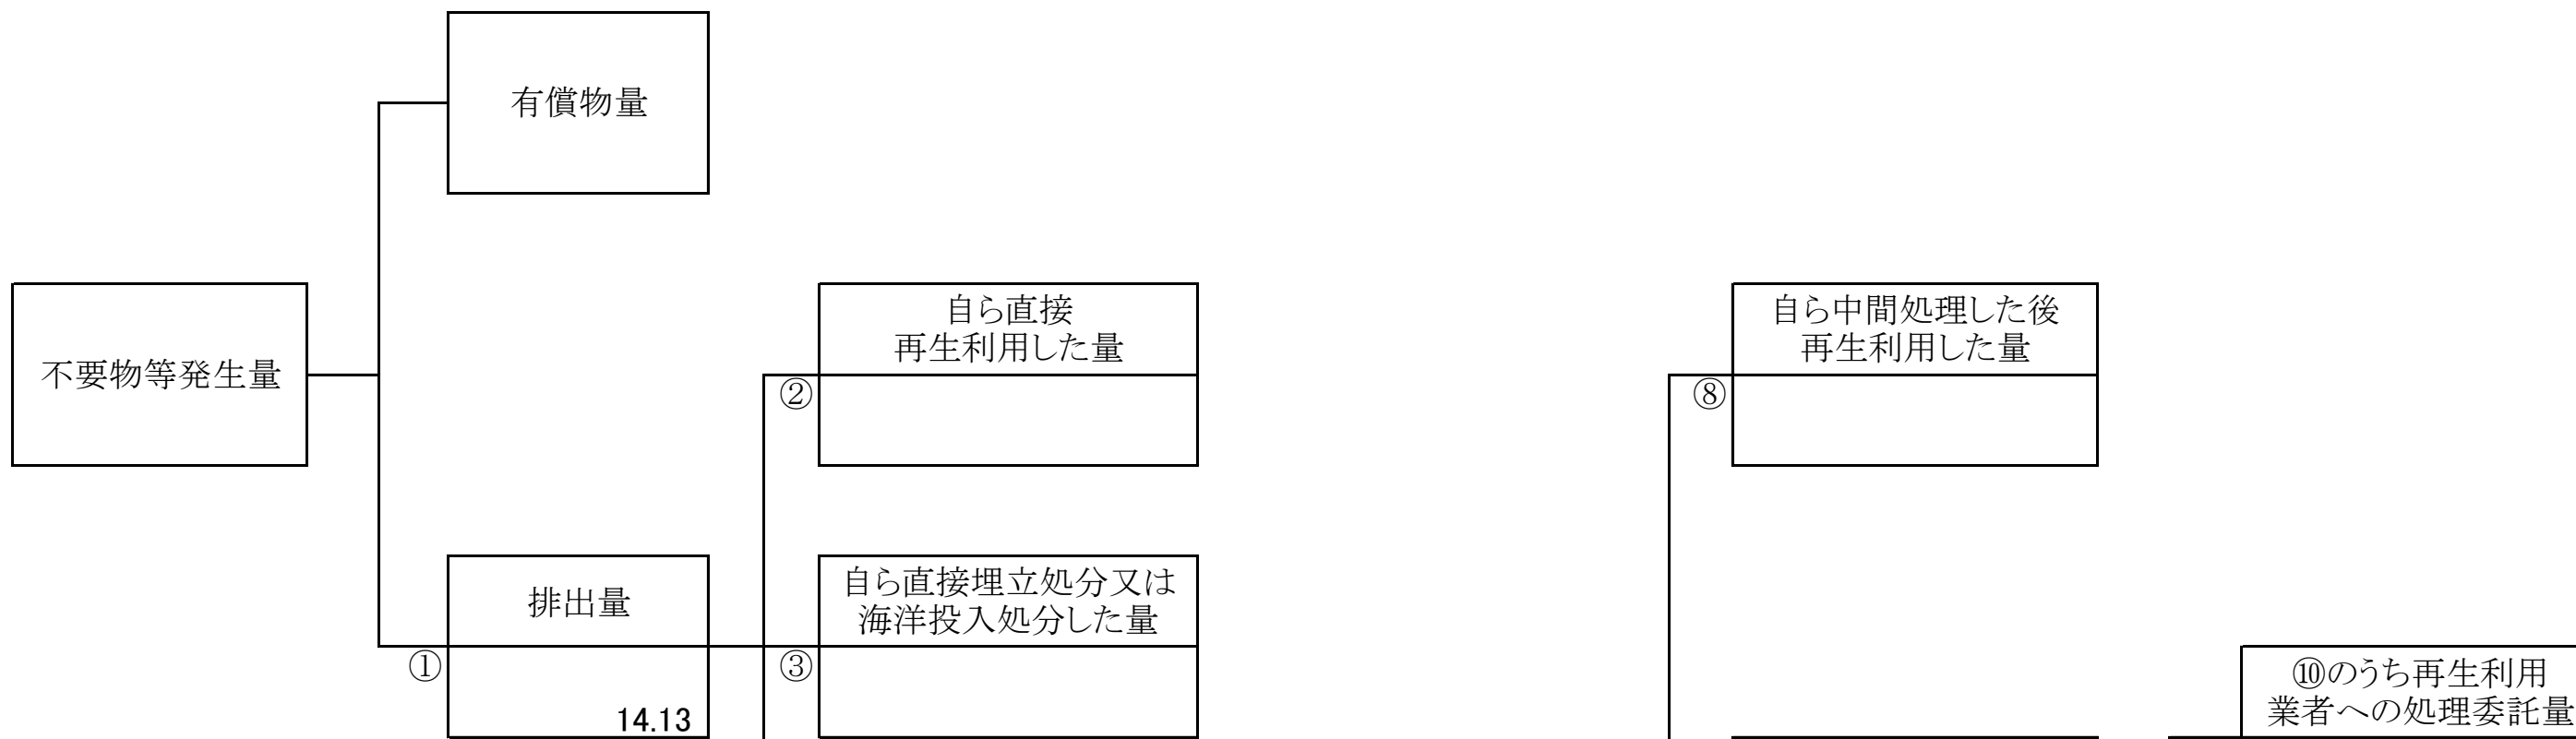 有償物量
不要物等発生量
自ら直接
再生利用した量
②
自ら中間処理した後
再生利用した量
⑧
排出量
①
14.13
自ら直接埋立処分又は
海洋投入処分した量
③
⑩のうち再生利用
業者への処理委託量